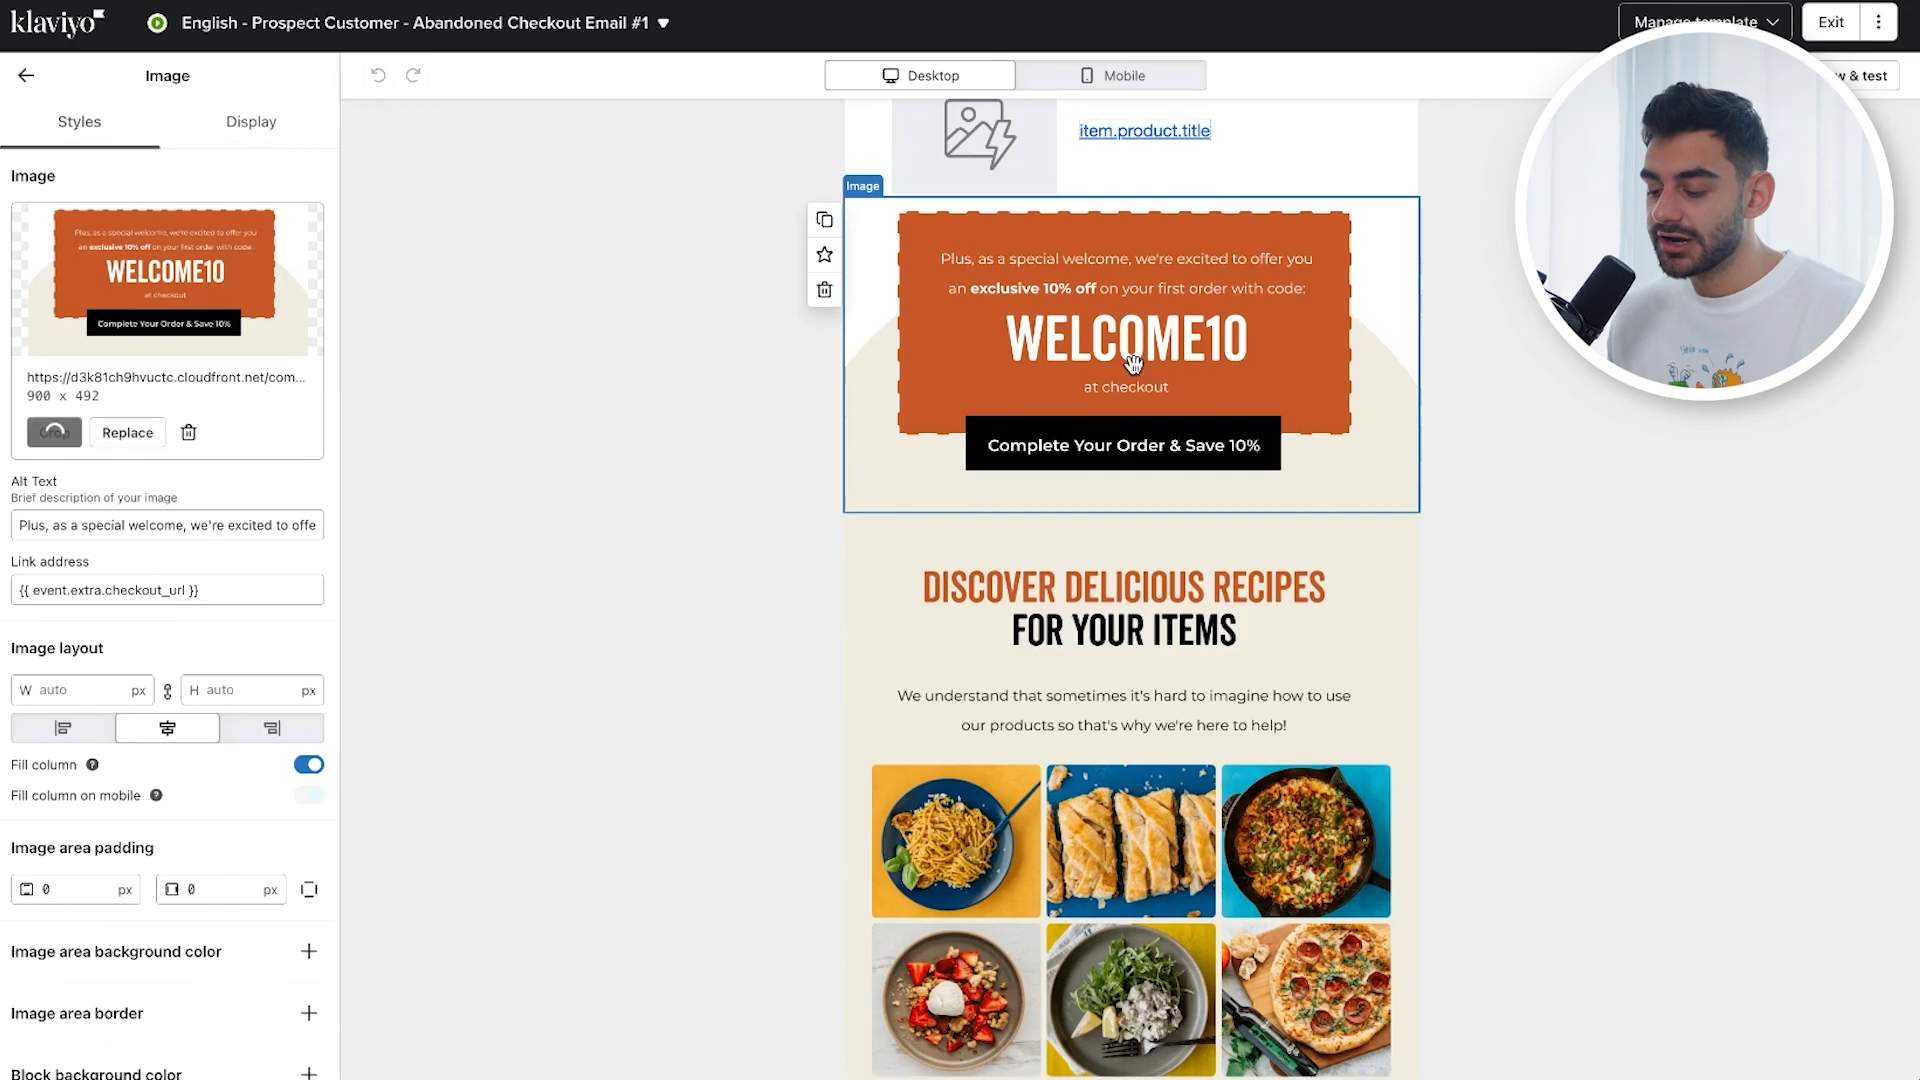 klaviyo
English - Prospect Customer - Abandoned Checkout Email #1
Manage template
Exit
Image
Desktop
Mobile
& test
Styles
Display
Image
Plus, as a special welcome, we're excited to offer you
an exclusive 10% off on your first order with code:
WELCOME10
at checkout
Complete Your Order & Save 10%
https://d3k81ch9hvuctc.cloudfront.net/com...
900 x 492
Crop
Replace
Alt Text
Brief description of your image
Plus, as a special welcome, we're excited to offe
Link address
{{ event.extra.checkout_url }}
Image layout
W auto px
H auto px
Fill column
Fill column on mobile
Image area padding
0 px
0 px
Image area background color
Image area border
Block background color
item.product.title
Image
Plus, as a special welcome, we're excited to offer you
an exclusive 10% off on your first order with code:
WELCOME10
at checkout
Complete Your Order & Save 10%
DISCOVER DELICIOUS RECIPES
FOR YOUR ITEMS
We understand that sometimes it's hard to imagine how to use
our products so that's why we're here to help!